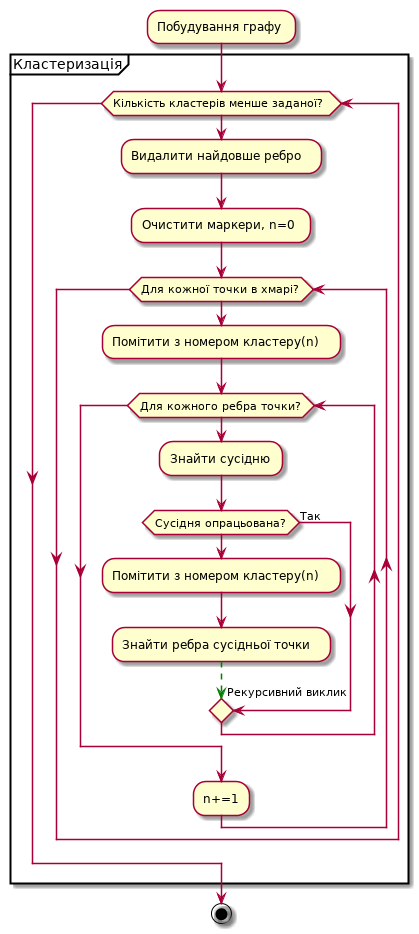 Побудування графу
Кластеризація
Кількість кластерів менше заданої?
Видалити найдовше ребро
Очистити маркери, n=0
Для кожної точки в хмарі?
Помітити з номером кластеру(n)
Для кожного ребра точки?
Знайти сусідню
Сусідня опрацьована?
Так
Помітити з номером кластеру(n)
Знайти ребра сусідньої точки
Рекурсивний виклик
n+=1